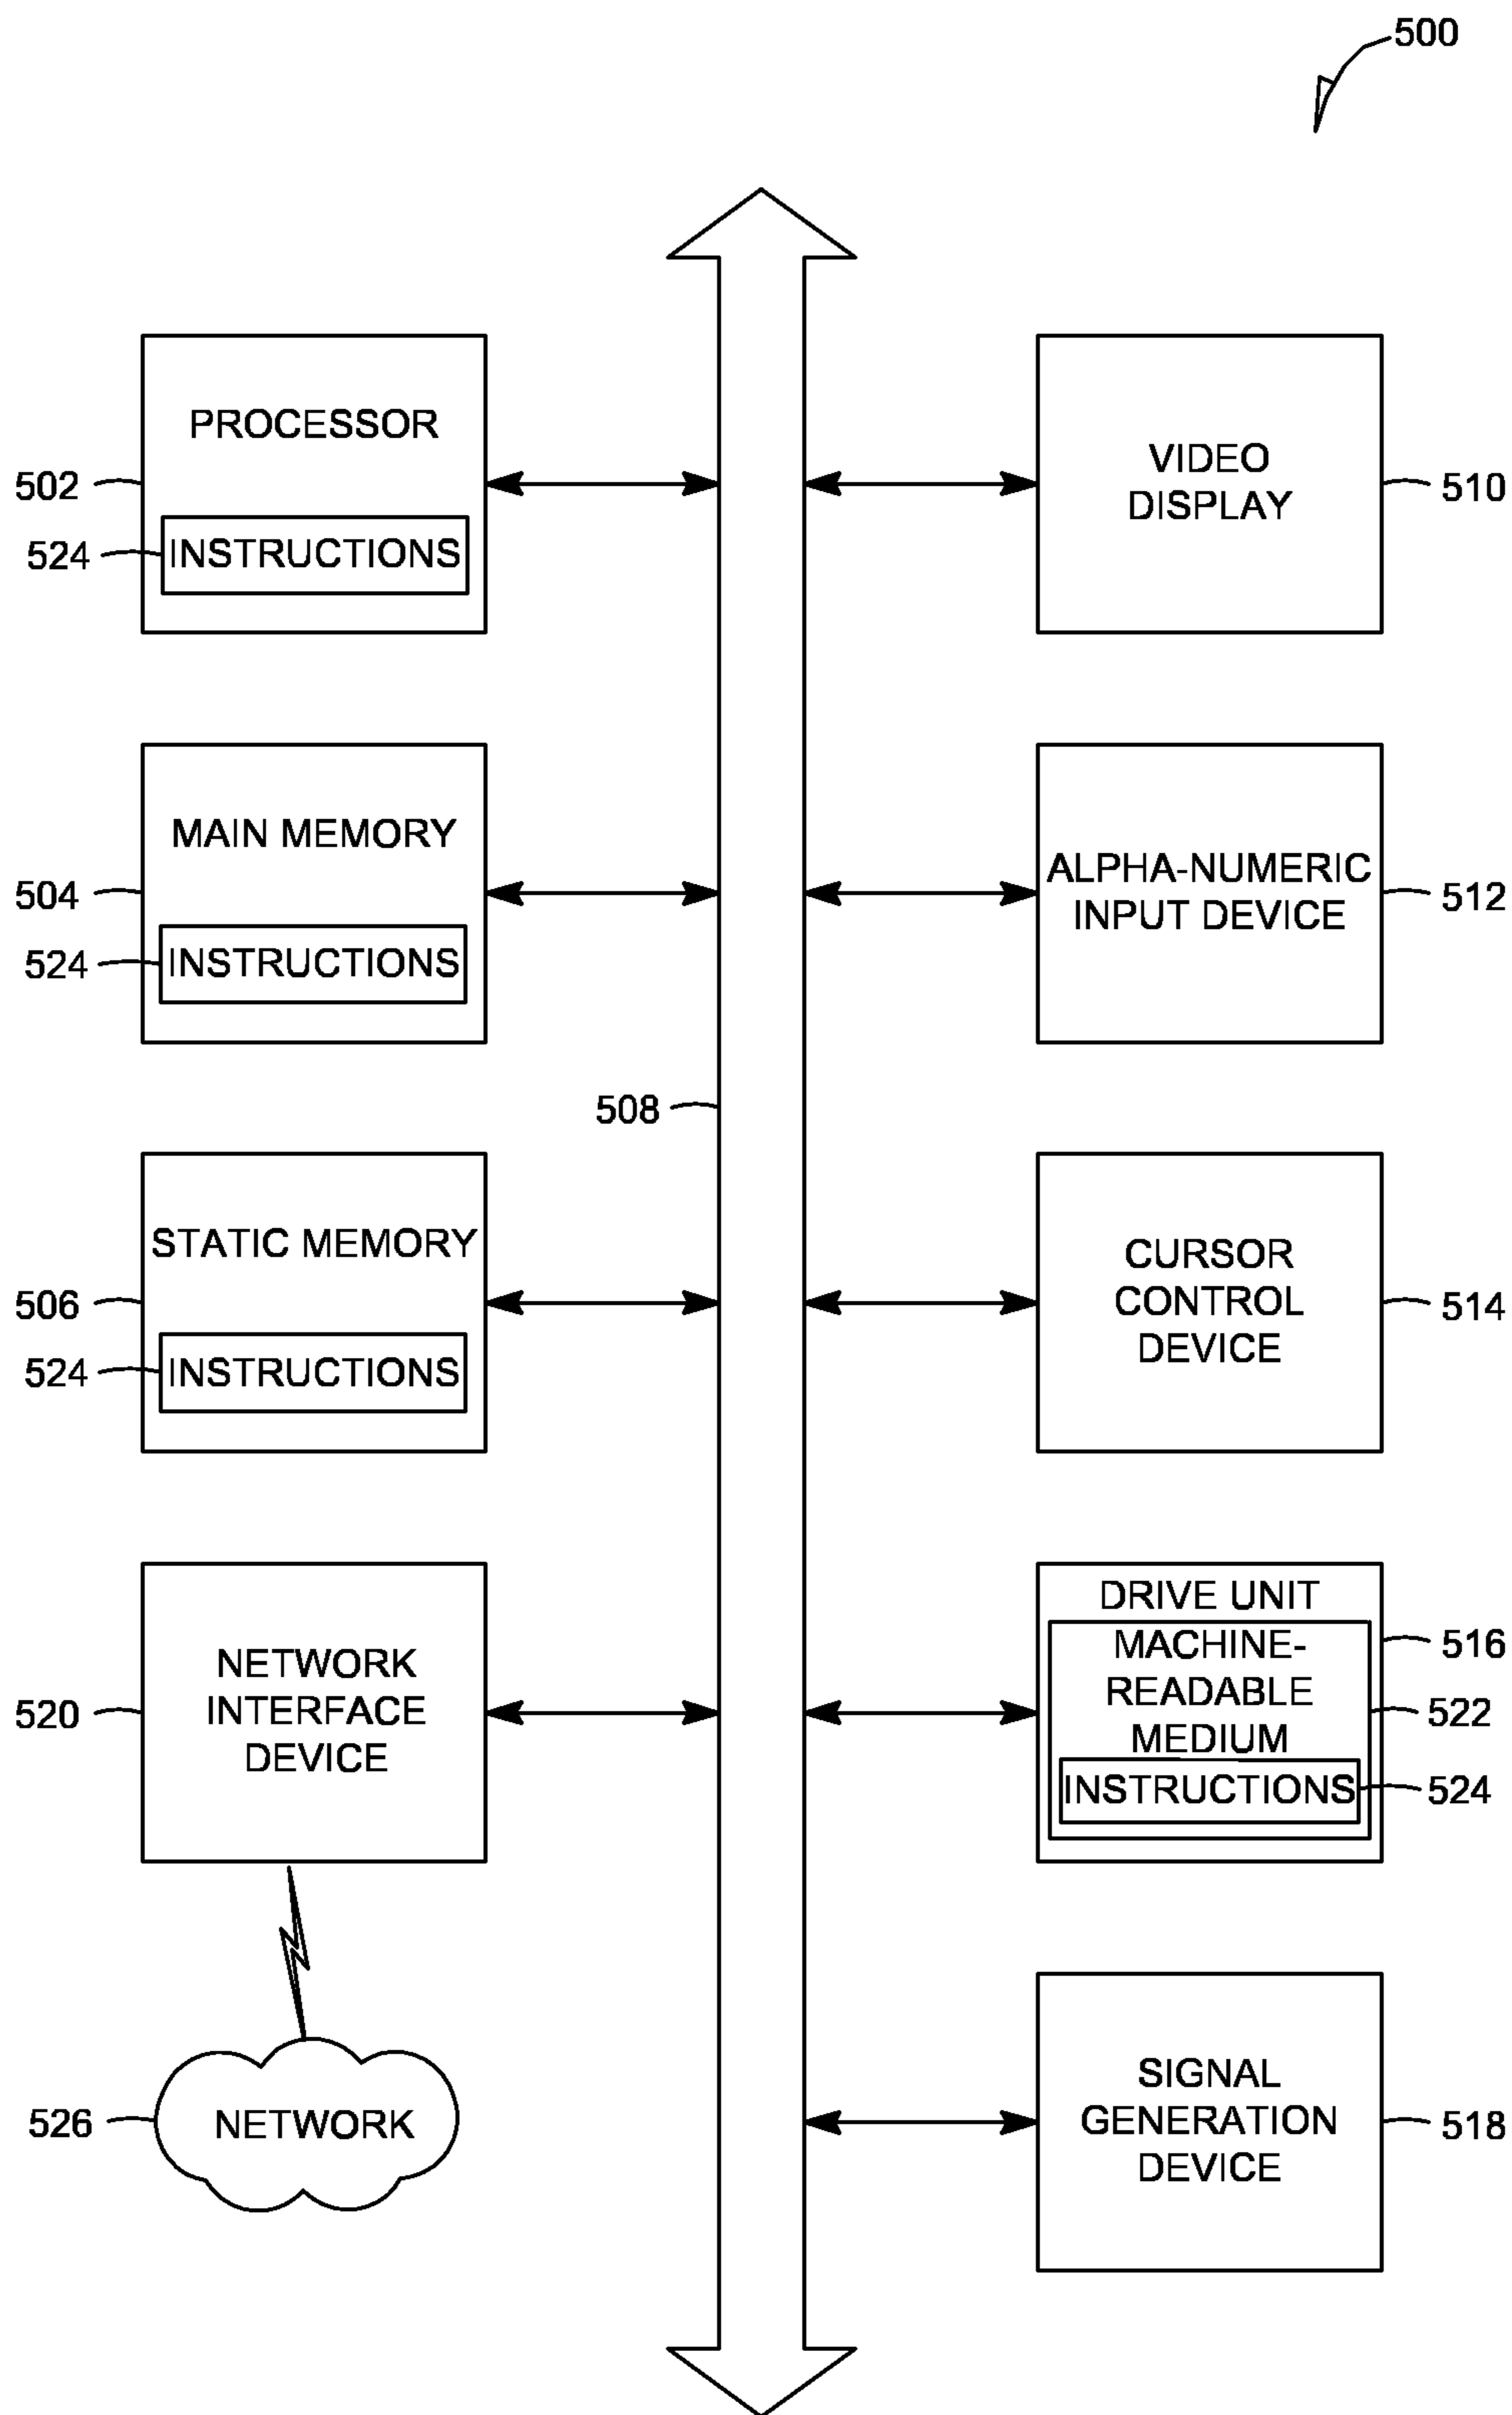 500
PROCESSOR
502
524
INSTRUCTIONS
VIDEO
DISPLAY
510
MAIN MEMORY
504
524
INSTRUCTIONS
ALPHA-NUMERIC
INPUT DEVICE
512
508
STATIC MEMORY
506
524
INSTRUCTIONS
CURSOR
CONTROL
DEVICE
514
NETWORK
INTERFACE
DEVICE
520
DRIVE UNIT
516
MACHINE-
READABLE
MEDIUM
522
INSTRUCTIONS
524
526
NETWORK
SIGNAL
GENERATION
DEVICE
518